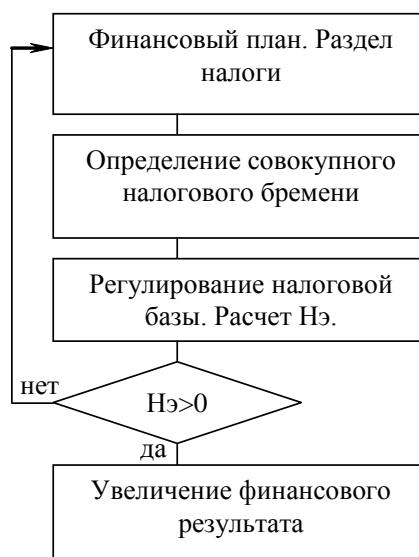 Финансовый план. Раздел
налоги
Определение совокупного
налогового бремени
Регулирование налоговой
базы. Расчет Нэ.
нет
Нэ>0
да
Увеличение финансового
результата